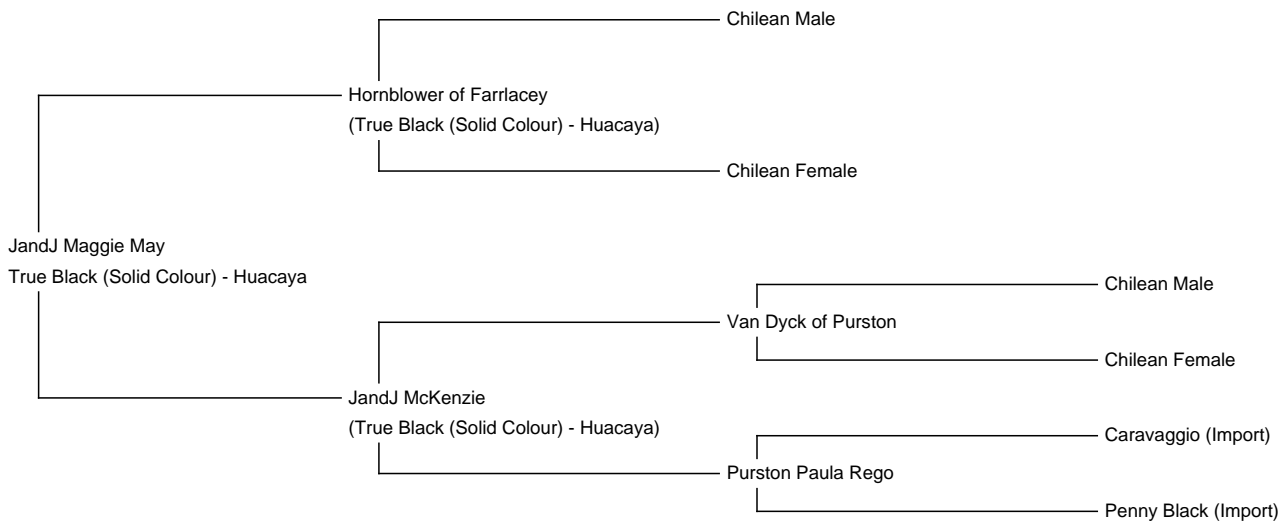 Chilean Male
Hornblower of Farrlacey
(True Black (Solid Colour) - Huacaya)
Chilean Female
JandJ Maggie May
True Black (Solid Colour) - Huacaya
Chilean Male
Van Dyck of Purston
Chilean Female
JandJ McKenzie
(True Black (Solid Colour) - Huacaya)
Caravaggio (Import)
Purston Paula Rego
Penny Black (Import)